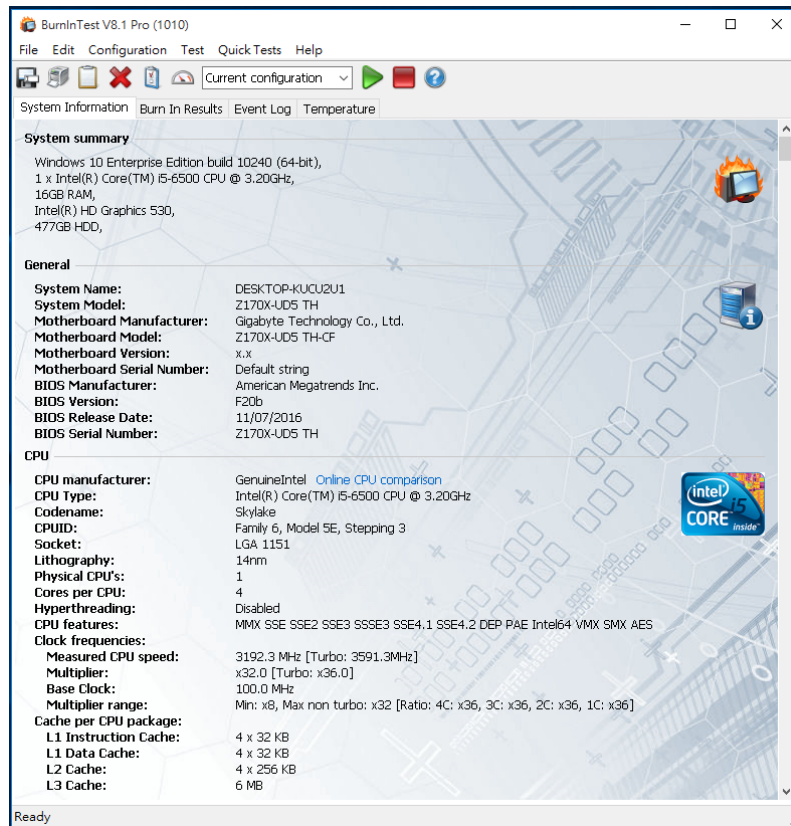 BurnInTest V8.1 Pro (1010)
File Edit Configuration Test Quick Tests Help
Current configuration
System Information Burn In Results Event Log Temperature
System summary
Windows 10 Enterprise Edition build 10240 (64-bit),
1 x Intel(R) Core(TM) i5-6500 CPU @ 3.20GHz,
16GB RAM,
Intel(R) HD Graphics 530,
477GB HDD,
General
System Name: DESKTOP-KUCU2U1
System Model: Z170X-UD5 TH
Motherboard Manufacturer: Gigabyte Technology Co., Ltd.
Motherboard Model: Z170X-UD5 TH-CF
Motherboard Version: x.x
Motherboard Serial Number: Default string
BIOS Manufacturer: American Megatrends Inc.
BIOS Version: F20b
BIOS Release Date: 11/07/2016
BIOS Serial Number: Z170X-UD5 TH
CPU
CPU manufacturer: GenuineIntel Online CPU comparison
CPU Type: Intel(R) Core(TM) i5-6500 CPU @ 3.20GHz
Codename: Skylake
CPUID: Family 6, Model 5E, Stepping 3
Socket: LGA 1151
Lithography: 14nm
Physical CPU's: 1
Cores per CPU: 4
Hyperthreading: Disabled
CPU features: MMX SSE SSE2 SSE3 SSSE3 SSE4.1 SSE4.2 DEP PAE Intel64 VMX SMX AES
Clock frequencies:
Measured CPU speed: 3192.3 MHz [Turbo: 3591.3MHz]
Multiplier: x32.0 [Turbo: x36.0]
Base Clock: 100.0 MHz
Multiplier range: Min: x8, Max non turbo: x32 [Ratio: 4C: x36, 3C: x36, 2C: x36, 1C: x36]
Cache per CPU package:
L1 Instruction Cache: 4 x 32 KB
L1 Data Cache: 4 x 32 KB
L2 Cache: 4 x 256 KB
L3 Cache: 6 MB
intel
i5
CORE inside
Ready